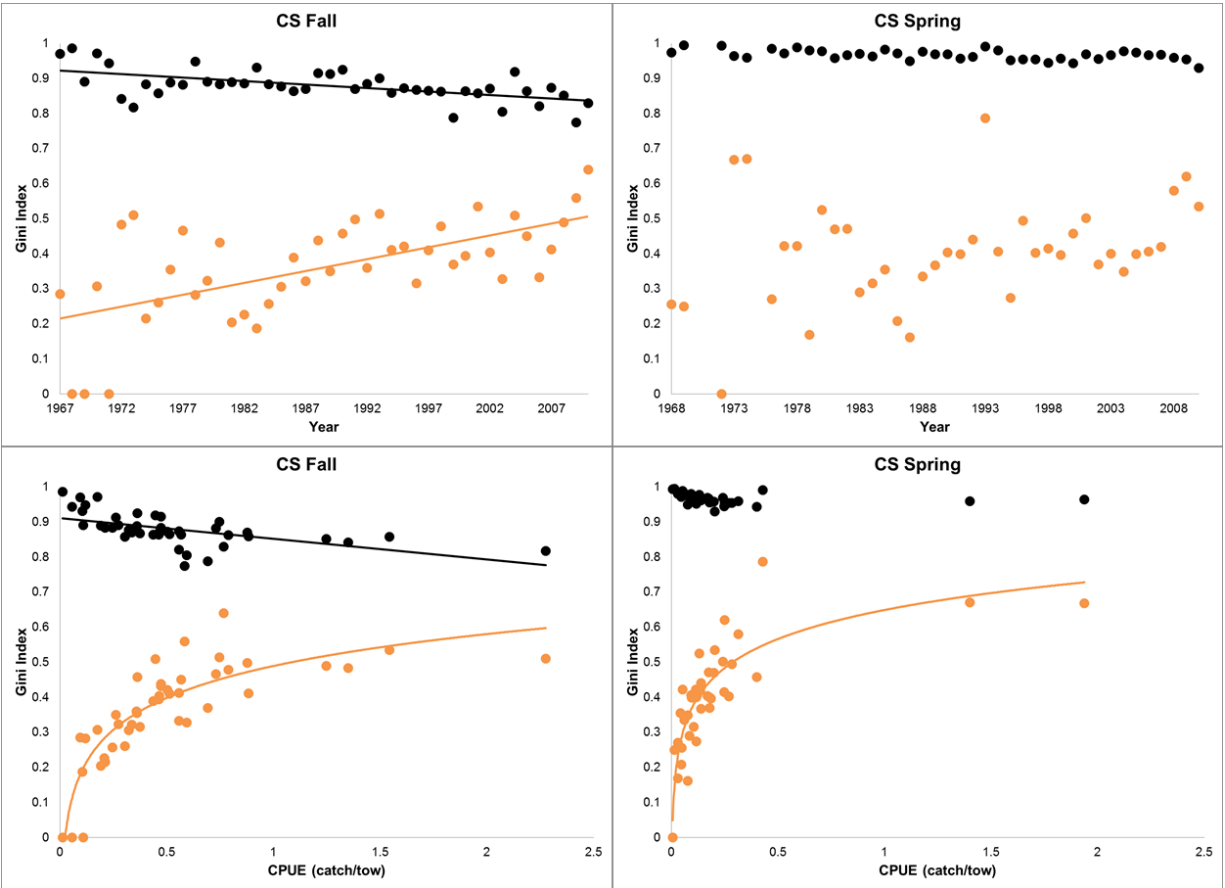 CS Fall
1
0.9
0.8
0.7
0.6
0.5
0.4
0.3
0.2
0.1
0
Gini Index
1967 1972 1977 1982 1987 1992 1997 2002 2007
Year
CS Spring
1
0.9
0.8
0.7
0.6
0.5
0.4
0.3
0.2
0.1
0
Gini Index
1968 1973 1978 1983 1988 1993 1998 2003 2008
Year
CS Fall
1
0.9
0.8
0.7
0.6
0.5
0.4
0.3
0.2
0.1
0
Gini Index
0 0.5 1 1.5 2 2.5
CPUE (catch/tow)
CS Spring
1
0.9
0.8
0.7
0.6
0.5
0.4
0.3
0.2
0.1
0
Gini Index
0 0.5 1 1.5 2 2.5
CPUE (catch/tow)